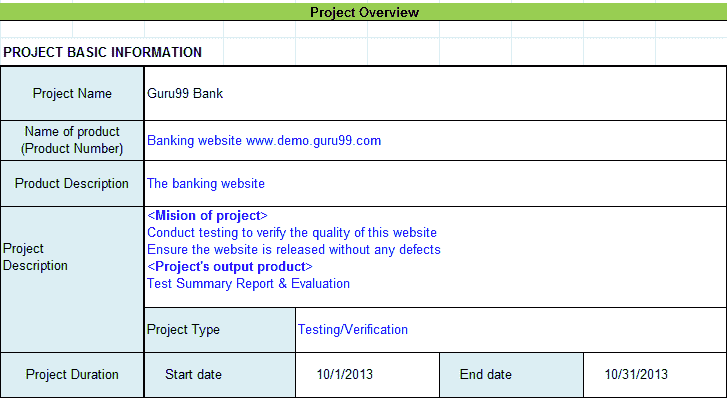 Project Overview
PROJECT BASIC INFORMATION
Project Name
Guru99 Bank
Name of product
(Product Number)
Banking website www.demo.guru99.com
Product Description
The banking website
Project
Description
<Mision of project>
Conduct testing to verify the quality of this website
Ensure the website is released without any defects
<Project's output product>
Test Summary Report & Evaluation
Project Type
Testing/Verification
Project Duration
Start date
10/1/2013
End date
10/31/2013